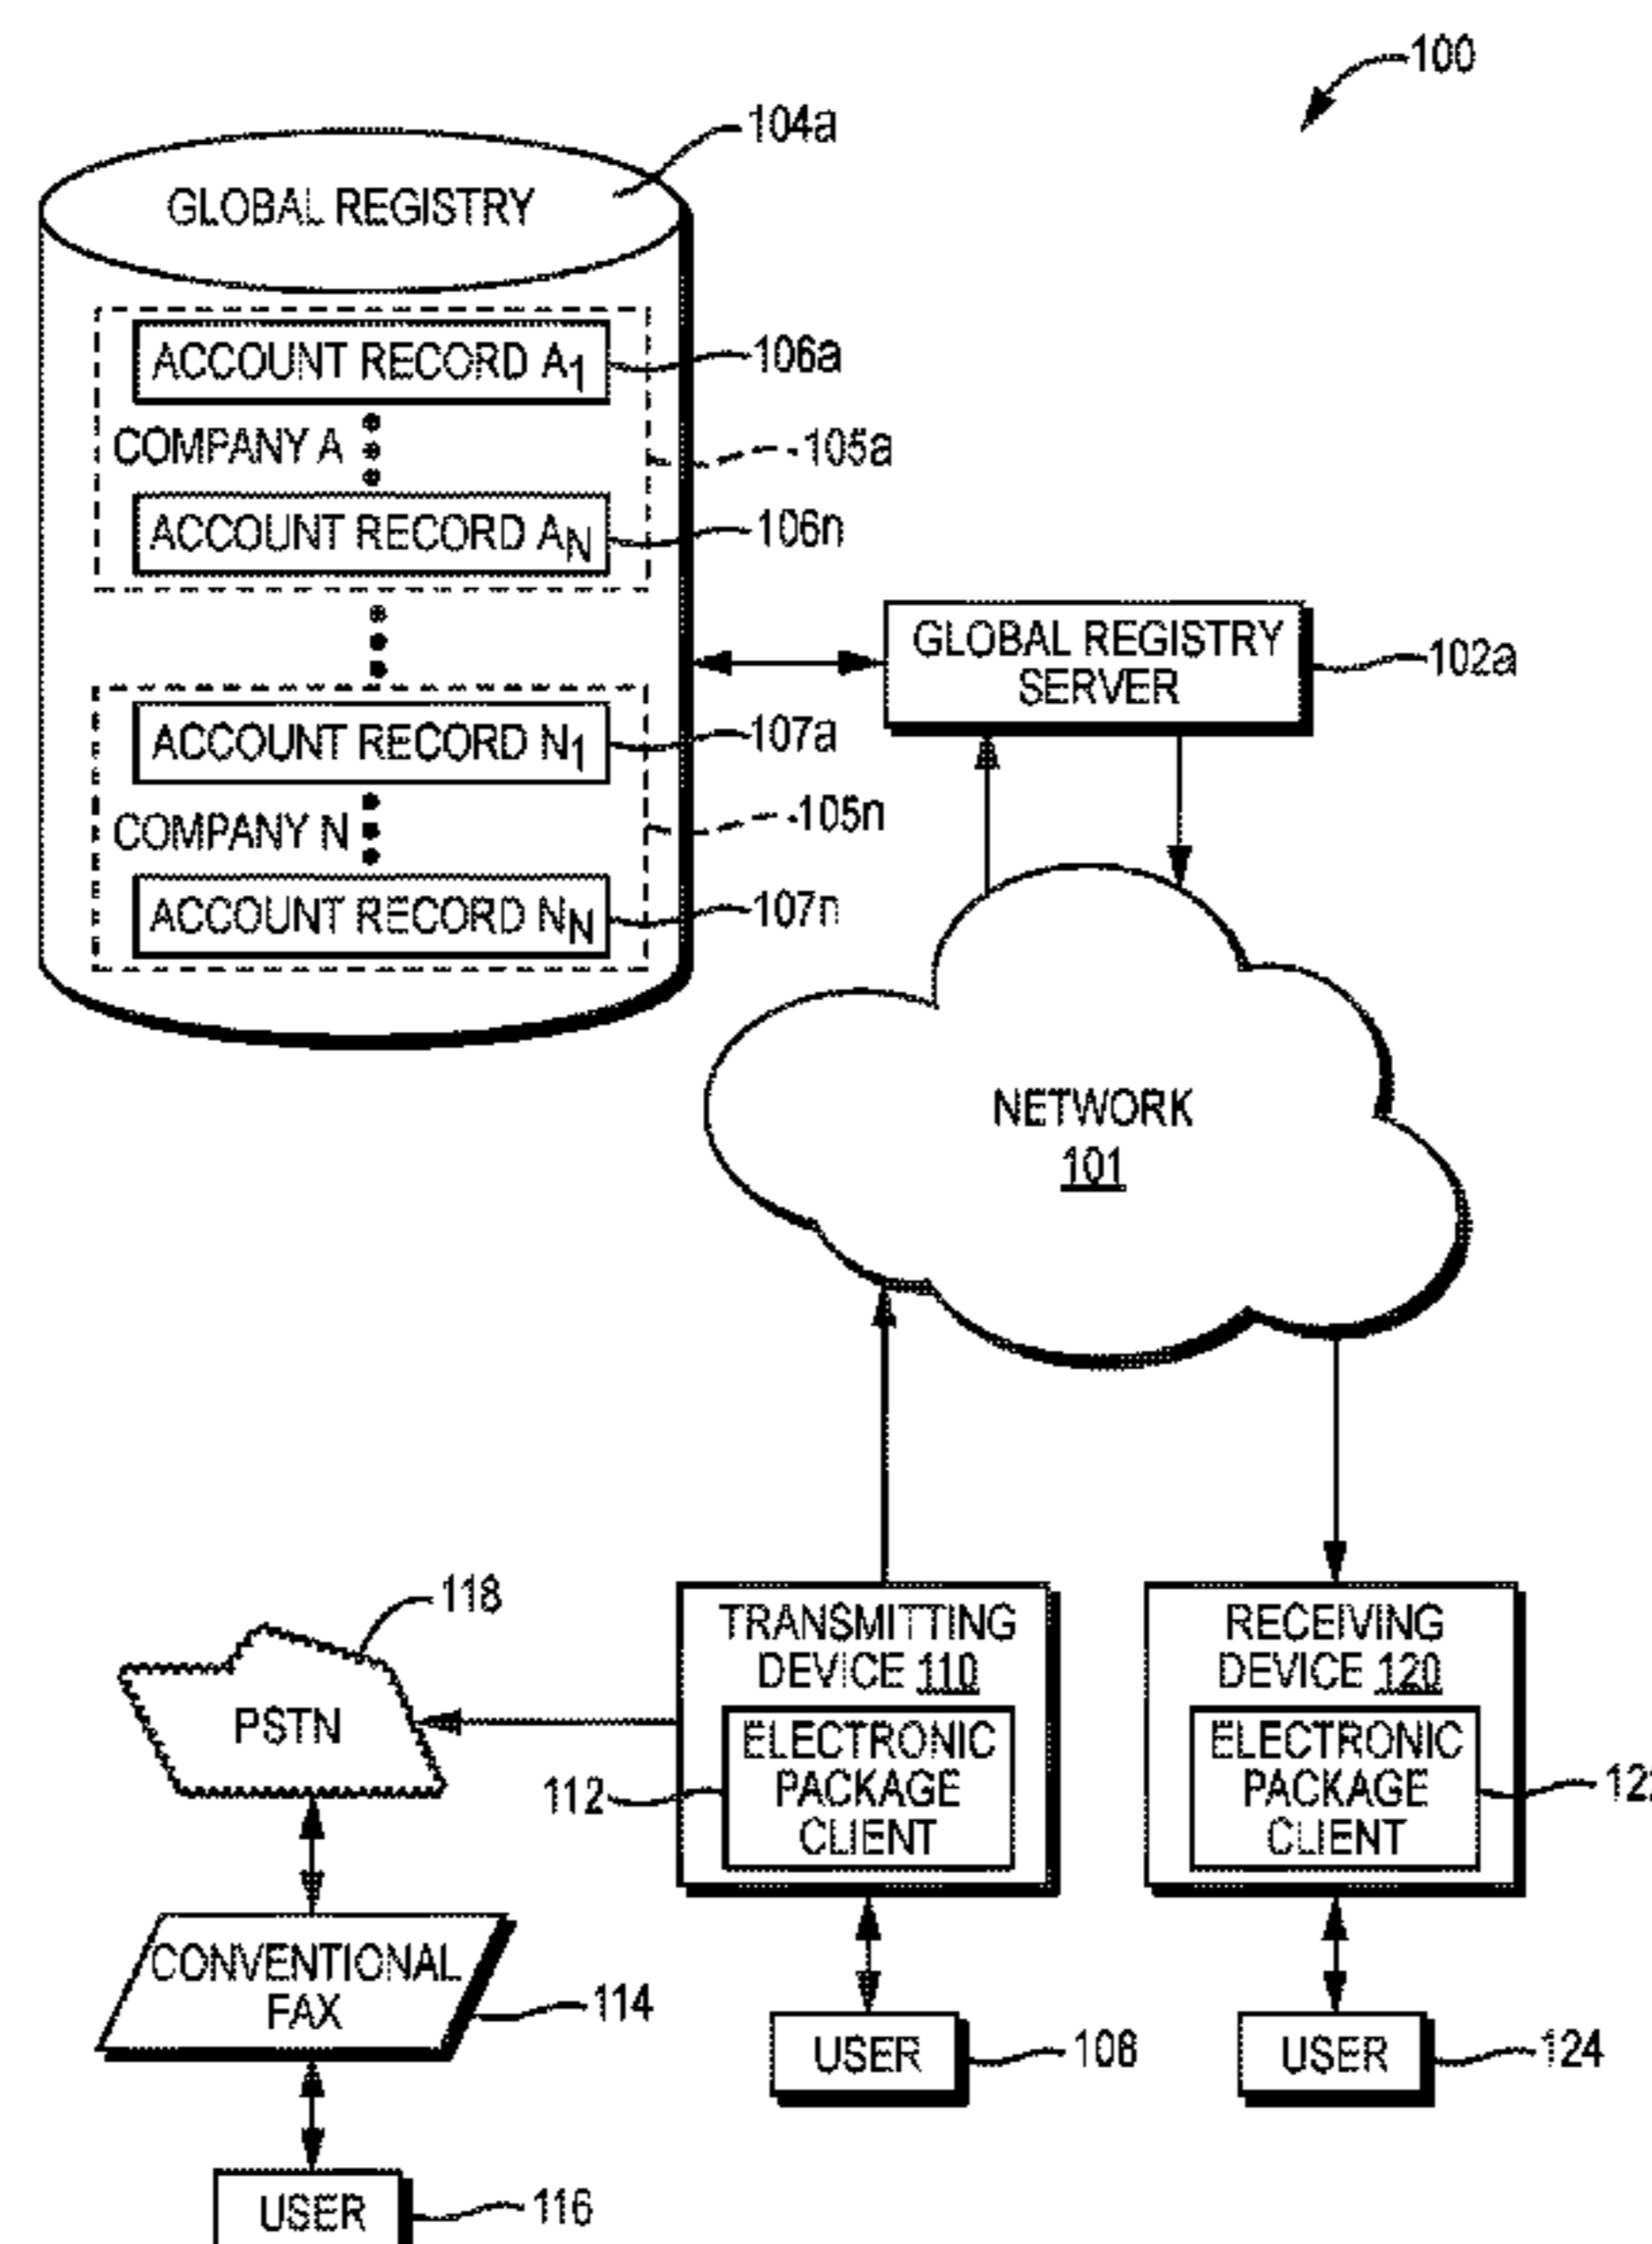 100
104a
GLOBAL REGISTRY
ACCOUNT RECORD A1
106a
COMPANY A
105a
ACCOUNT RECORD AN
106n
GLOBAL REGISTRY
SERVER
102a
ACCOUNT RECORD N1
107a
COMPANY N
105n
ACCOUNT RECORD NN
107n
NETWORK
101
118
PSTN
TRANSMITTING
DEVICE 110
ELECTRONIC
PACKAGE
CLIENT
112
RECEIVING
DEVICE 120
ELECTRONIC
PACKAGE
CLIENT
CONVENTIONAL
FAX
114
USER
108
USER
124
USER
116